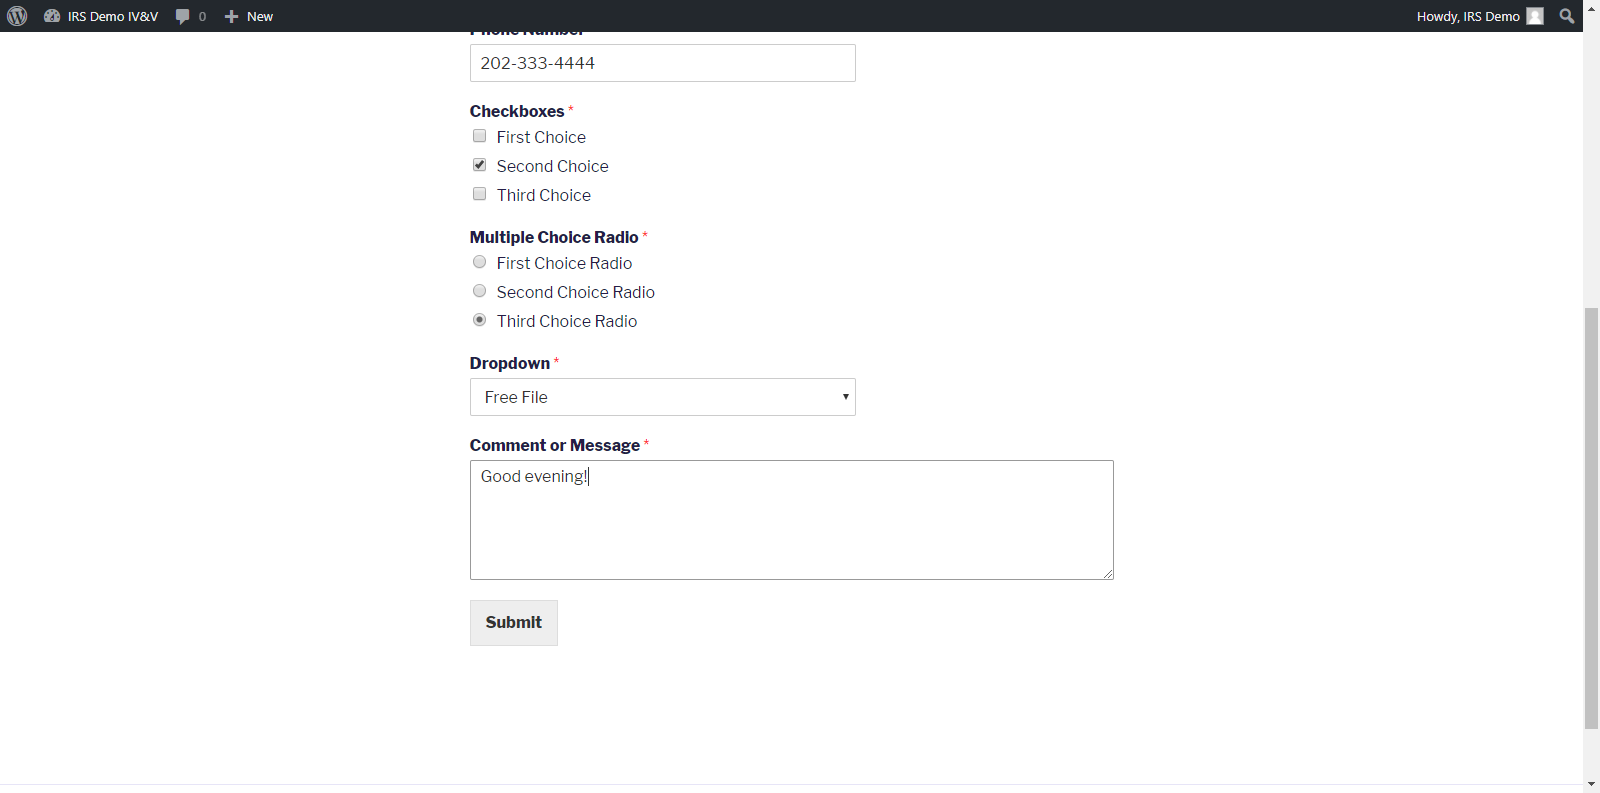 IRS Demo IV&V 0 New Howdy, IRS Demo
Phone Number
202-333-4444
Checkboxes *
First Choice
Second Choice
Third Choice
Multiple Choice Radio *
First Choice Radio
Second Choice Radio
Third Choice Radio
Dropdown *
Free File
Comment or Message *
Good evening!
Submit